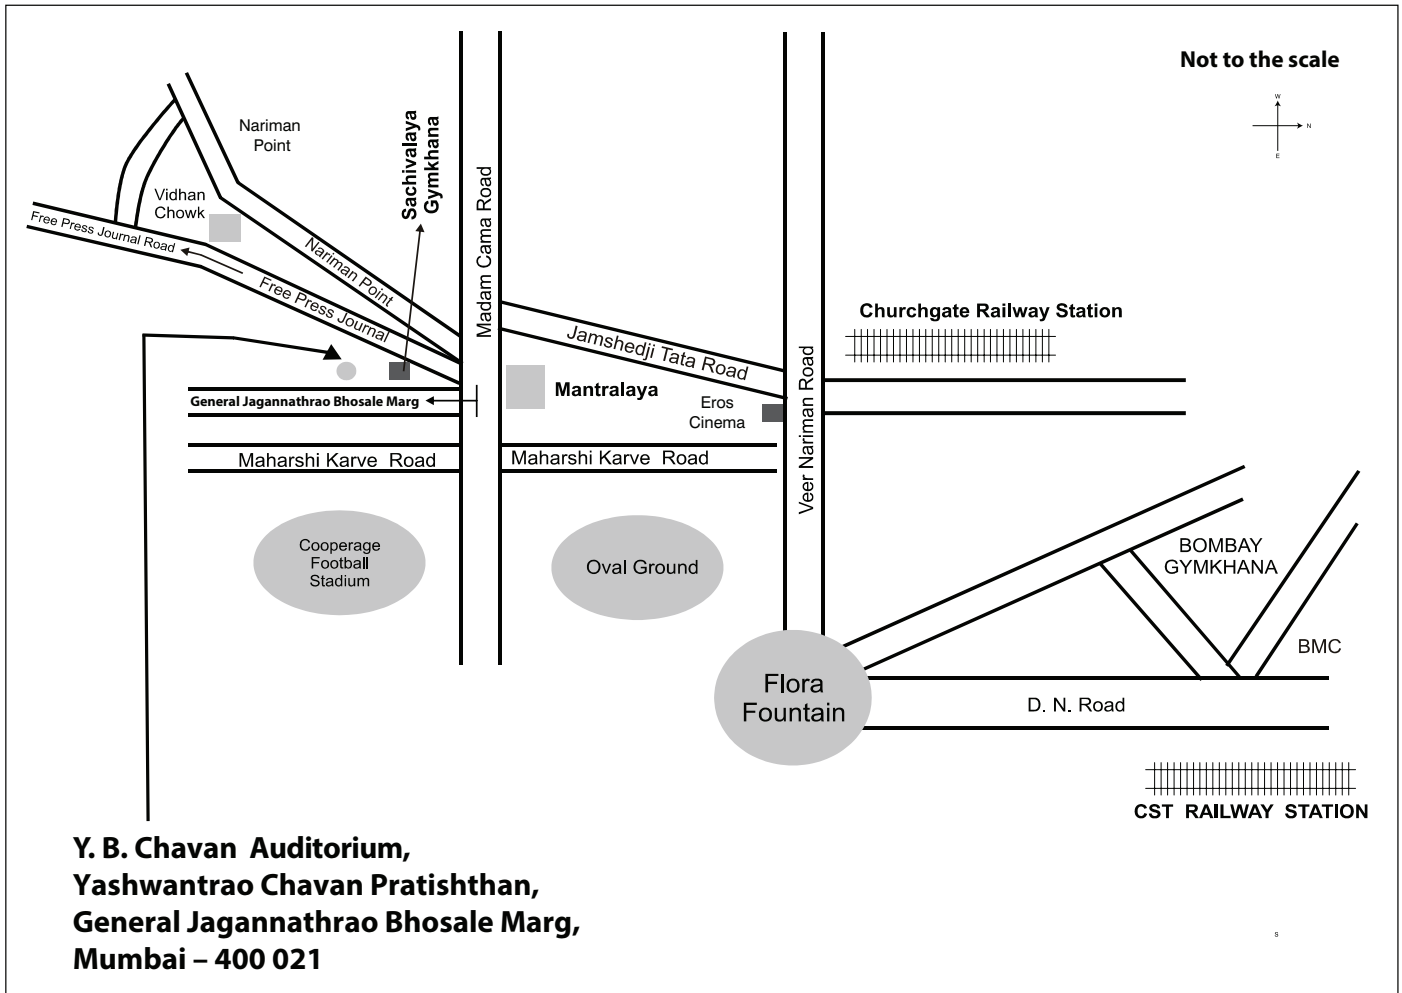 Not to the scale
W
N
E
Nariman
Point
Sachivalaya
Gymkhana
Madam Cama Road
Vidhan
Chowk
Free Press Journal Road
Nariman Point
Free Press Journal
Jamshedji Tata Road
Veer Nariman Road
Churchgate Railway Station
General Jagannathrao Bhosale Marg
Mantralaya
Eros
Cinema
Maharshi Karve Road
Maharshi Karve Road
Cooperage
Football
Stadium
Oval Ground
BOMBAY
GYMKHANA
BMC
Flora
Fountain
D. N. Road
CST RAILWAY STATION
Y. B. Chavan Auditorium,
Yashwantrao Chavan Pratishthan,
General Jagannathrao Bhosale Marg,
Mumbai – 400 021
S